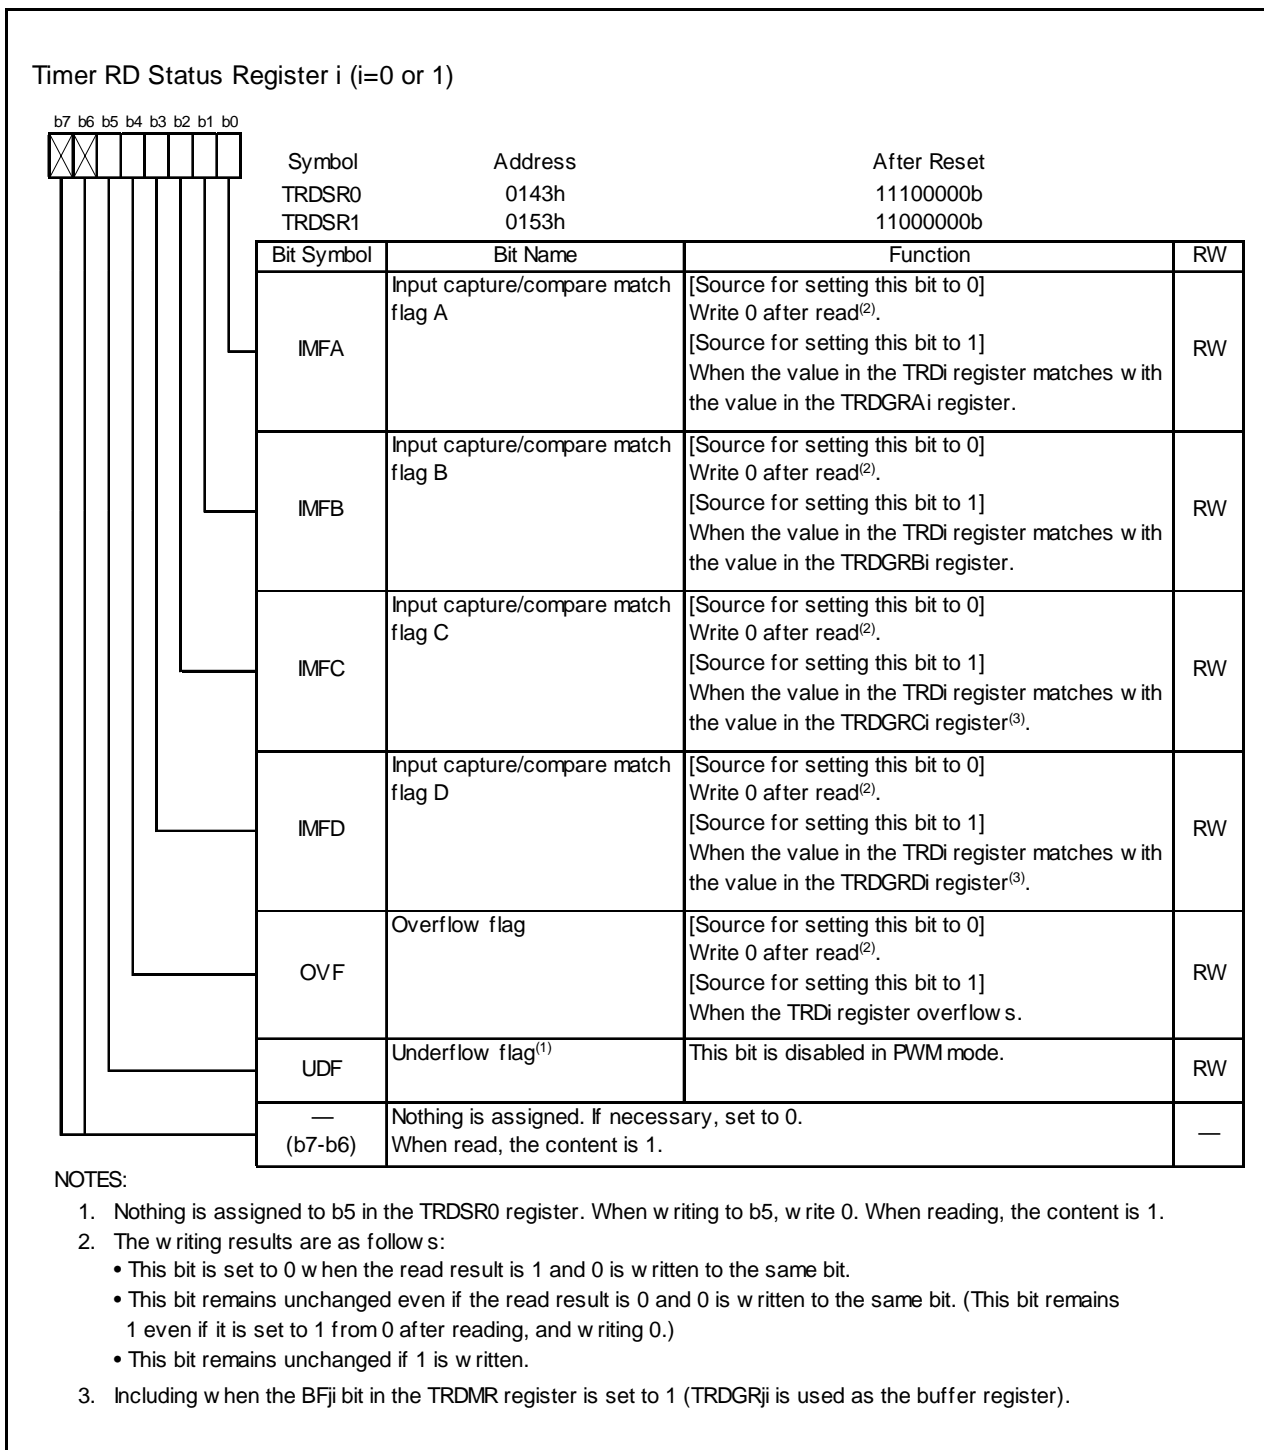 Timer RD Status Register i (i=0 or 1)
b7 b6 b5 b4 b3 b2 b1 b0
Symbol Address After Reset
TRDSR0 0143h 11100000b
TRDSR1 0153h 11000000b
Bit Symbol Bit Name Function RW
IMFA
Input capture/compare match
flag A
[Source for setting this bit to 0]
Write 0 after read(2).
[Source for setting this bit to 1]
When the value in the TRDi register matches with
the value in the TRDGRAi register.
RW
IMFB
Input capture/compare match
flag B
[Source for setting this bit to 0]
Write 0 after read(2).
[Source for setting this bit to 1]
When the value in the TRDi register matches with
the value in the TRDGRBi register.
RW
IMFC
Input capture/compare match
flag C
[Source for setting this bit to 0]
Write 0 after read(2).
[Source for setting this bit to 1]
When the value in the TRDi register matches with
the value in the TRDGRCi register(3).
RW
IMFD
Input capture/compare match
flag D
[Source for setting this bit to 0]
Write 0 after read(2).
[Source for setting this bit to 1]
When the value in the TRDi register matches with
the value in the TRDGRDi register(3).
RW
OVF
Overflow flag
[Source for setting this bit to 0]
Write 0 after read(2).
[Source for setting this bit to 1]
When the TRDi register overflows.
RW
UDF
Underflow flag(1)
This bit is disabled in PWM mode.
RW
—
(b7-b6)
Nothing is assigned. If necessary, set to 0.
When read, the content is 1.
—
NOTES:
1. Nothing is assigned to b5 in the TRDSR0 register. When writing to b5, write 0. When reading, the content is 1.
2. The writing results are as follows:
• This bit is set to 0 when the read result is 1 and 0 is written to the same bit.
• This bit remains unchanged even if the read result is 0 and 0 is written to the same bit. (This bit remains
1 even if it is set to 1 from 0 after reading, and writing 0.)
• This bit remains unchanged if 1 is written.
3. Including when the BFji bit in the TRDMR register is set to 1 (TRDGRji is used as the buffer register).